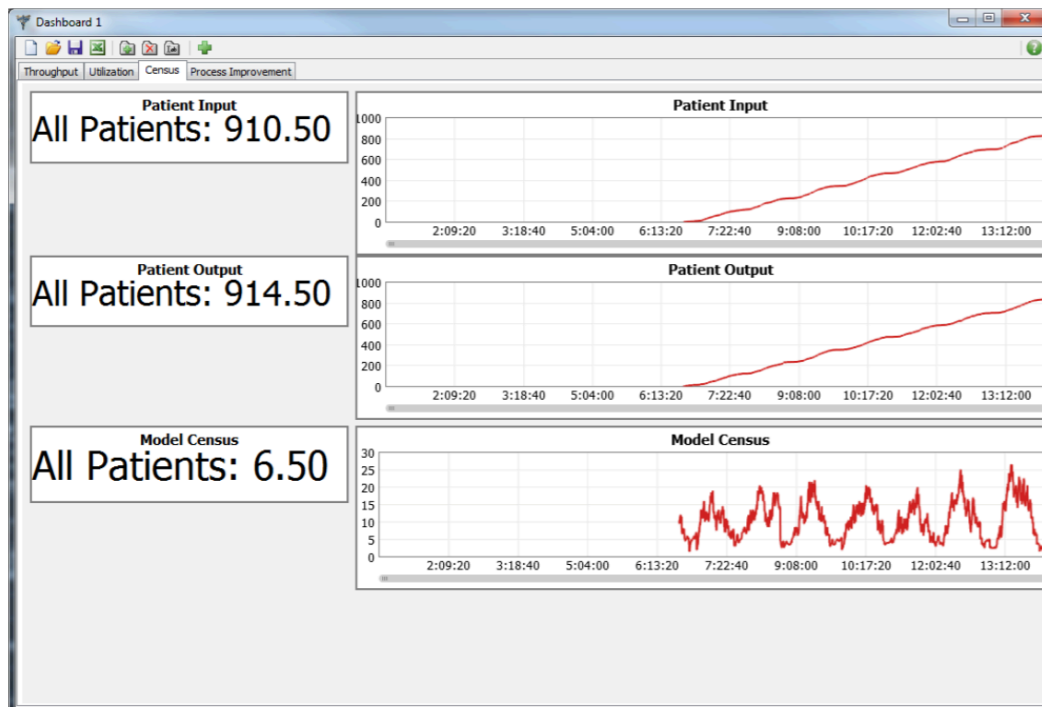 Dashboard 1
Throughput Utilization Census Process Improvement
Patient Input
All Patients: 910.50
Patient Input
1000
800
600
400
200
0
2:09:20 3:18:40 5:04:00 6:13:20 7:22:40 9:08:00 10:17:20 12:02:40 13:12:00
Patient Output
All Patients: 914.50
Patient Output
1000
800
600
400
200
0
2:09:20 3:18:40 5:04:00 6:13:20 7:22:40 9:08:00 10:17:20 12:02:40 13:12:00
Model Census
All Patients: 6.50
Model Census
30
25
20
15
10
5
0
2:09:20 3:18:40 5:04:00 6:13:20 7:22:40 9:08:00 10:17:20 12:02:40 13:12:00